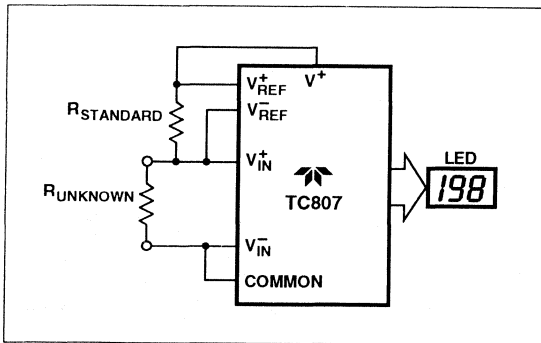 V+
V+REF
RSTANDARD
V−REF
V+IN
LED
198
RUNKNOWN
TC807
V−IN
COMMON